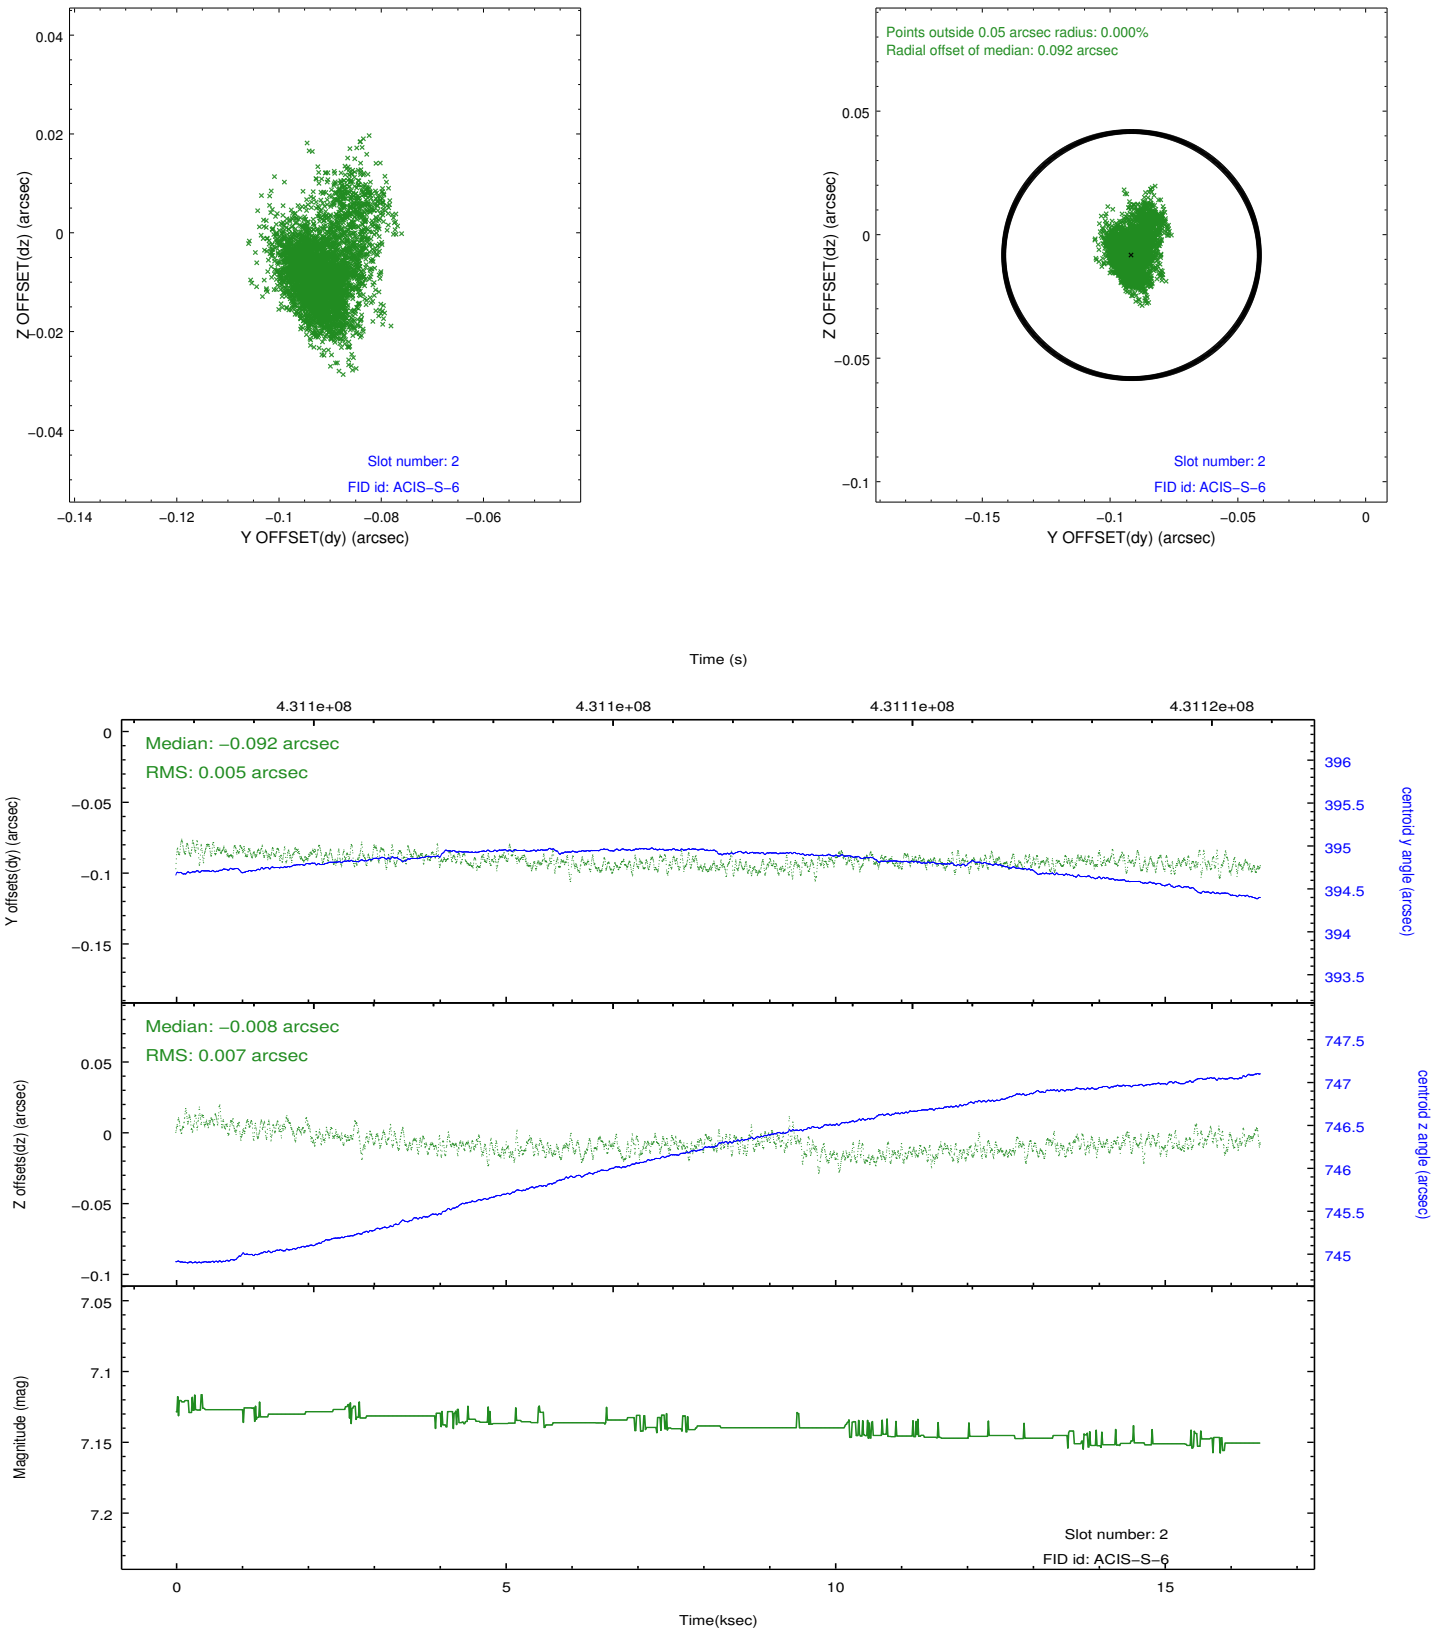 0.04
0.02
0
−0.02
−0.04
Z OFFSET(dz) (arcsec)
Slot number: 2
FID id: ACIS−S−6
−0.14 −0.12 −0.1 −0.08 −0.06
Y OFFSET(dy) (arcsec)
Points outside 0.05 arcsec radius: 0.000%
Radial offset of median: 0.092 arcsec
0.05
0
−0.05
−0.1
Z OFFSET(dz) (arcsec)
Slot number: 2
FID id: ACIS−S−6
−0.15 −0.1 −0.05 0
Y OFFSET(dy) (arcsec)
Time (s)
4.311e+08 4.311e+08 4.3111e+08 4.3112e+08
Median: −0.092 arcsec
RMS: 0.005 arcsec
0
−0.05
−0.1
−0.15
Y offsets(dy) (arcsec)
396
395.5
395
394.5
394
393.5
centroid y angle (arcsec)
Median: −0.008 arcsec
RMS: 0.007 arcsec
0.05
0
−0.05
−0.1
Z offsets(dz) (arcsec)
747.5
747
746.5
746
745.5
745
centroid z angle (arcsec)
7.05
7.1
7.15
7.2
Magnitude (mag)
Slot number: 2
FID id: ACIS−S−6
0 5 10 15
Time(ksec)